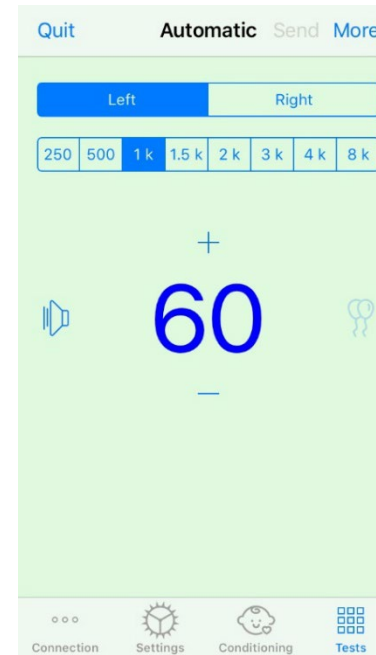 Quit Automatic Send More
Left Right
250 500 1 k 1.5 k 2 k 3 k 4 k 8 k
+
60
—
Connection Settings Conditioning Tests